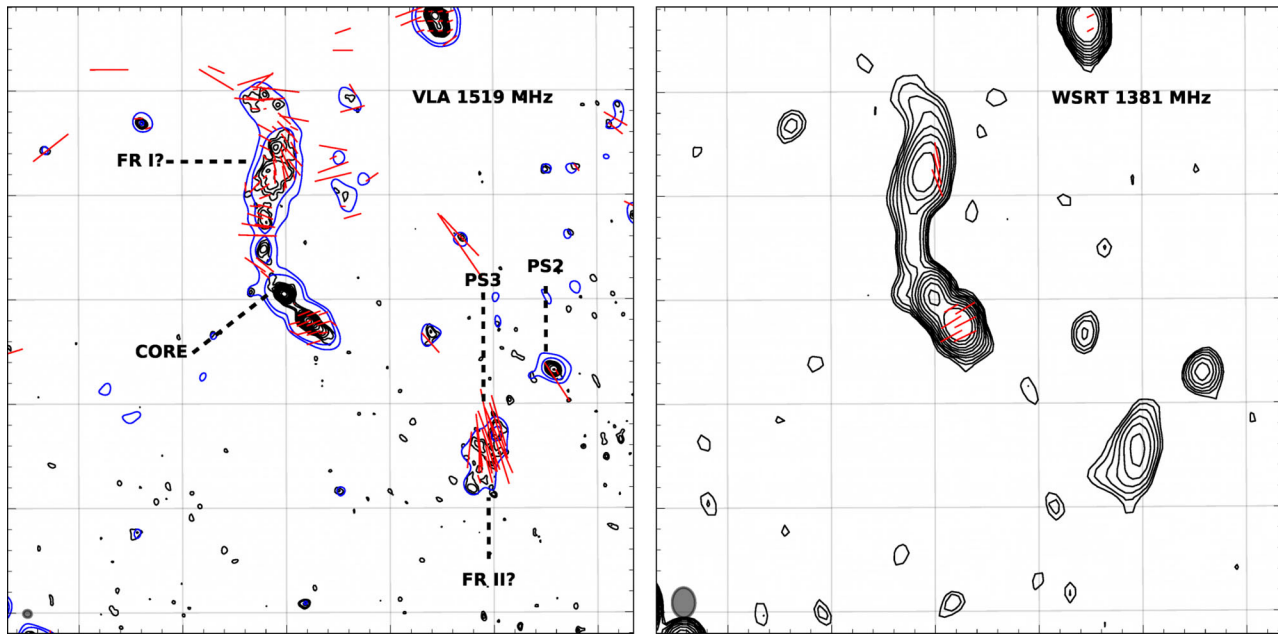 VLA 1519 MHz
WSRT 1381 MHz
FR I?
PS3
PS2
CORE
FR II?